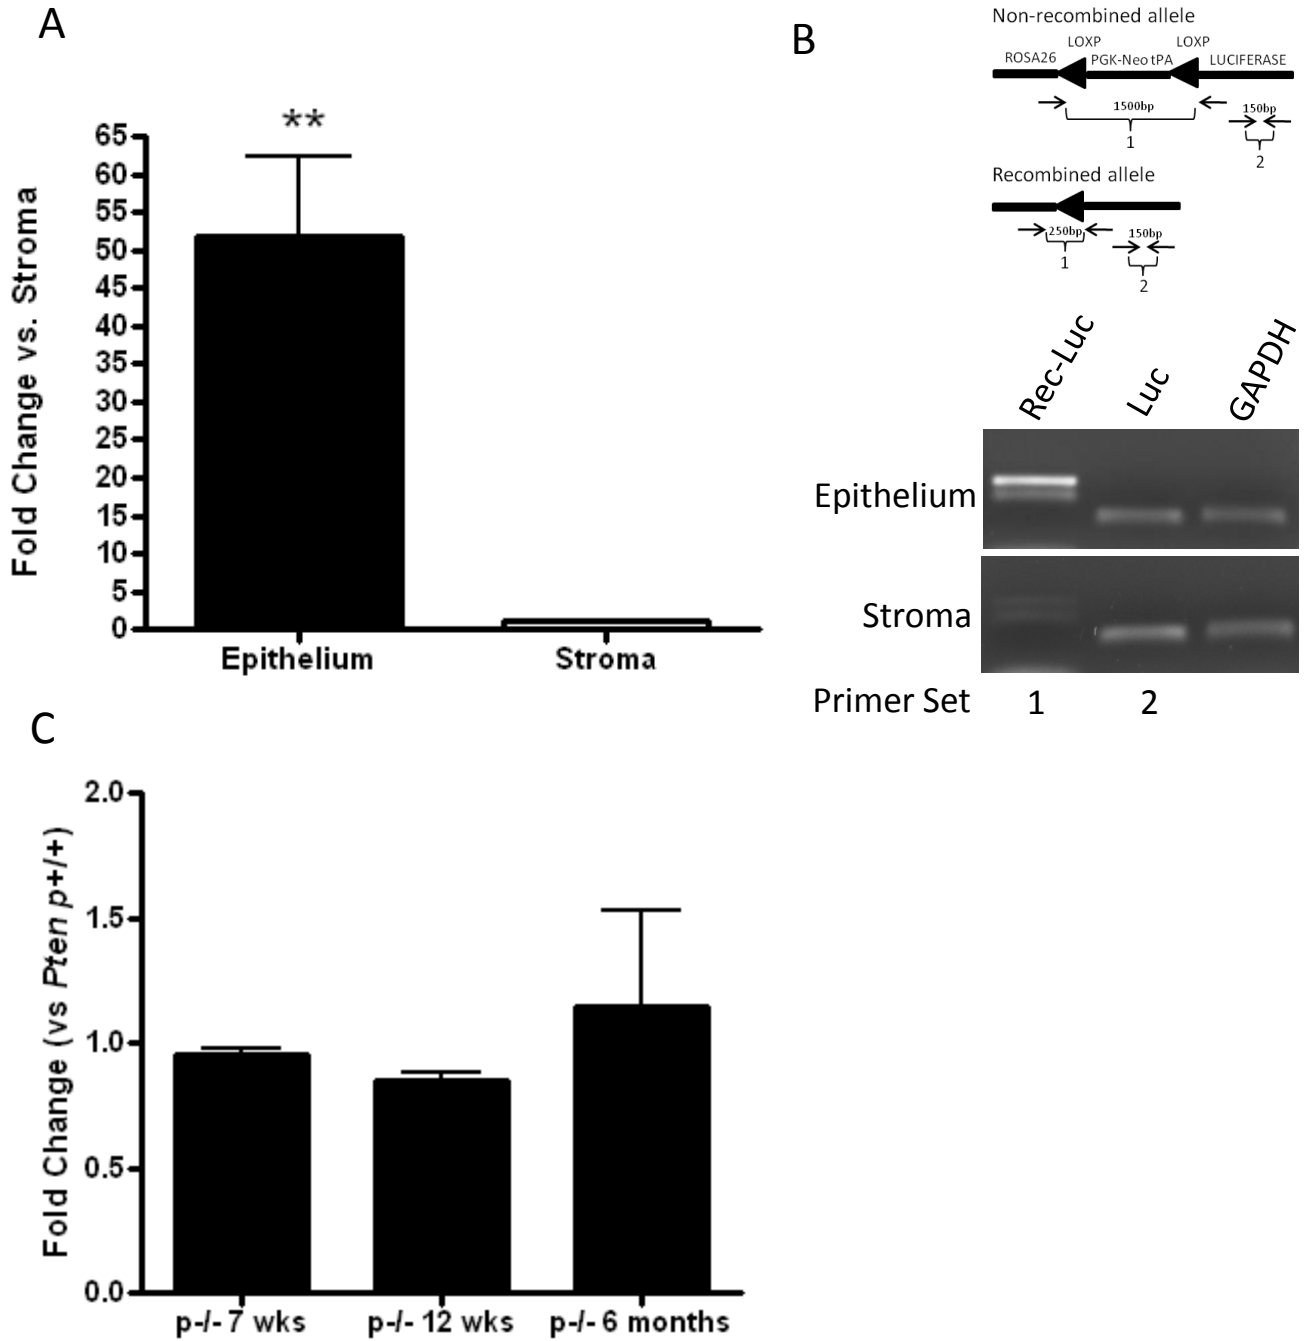 A
**
Fold Change vs. Stroma
65
60
55
50
45
40
35
30
25
20
15
10
5
0
Epithelium
Stroma
B
Non-recombined allele
LOXP
LOXP
ROSA26
PGK-Neo tPA
LUCIFERASE
1500bp
150bp
1
2
Recombined allele
250bp
150bp
1
2
Rec-Luc
Luc
GAPDH
Epithelium
Stroma
Primer Set
1
2
C
Fold Change (vs Pten p+/+)
2.0
1.5
1.0
0.5
0.0
p-/- 7 wks
p-/- 12 wks
p-/- 6 months